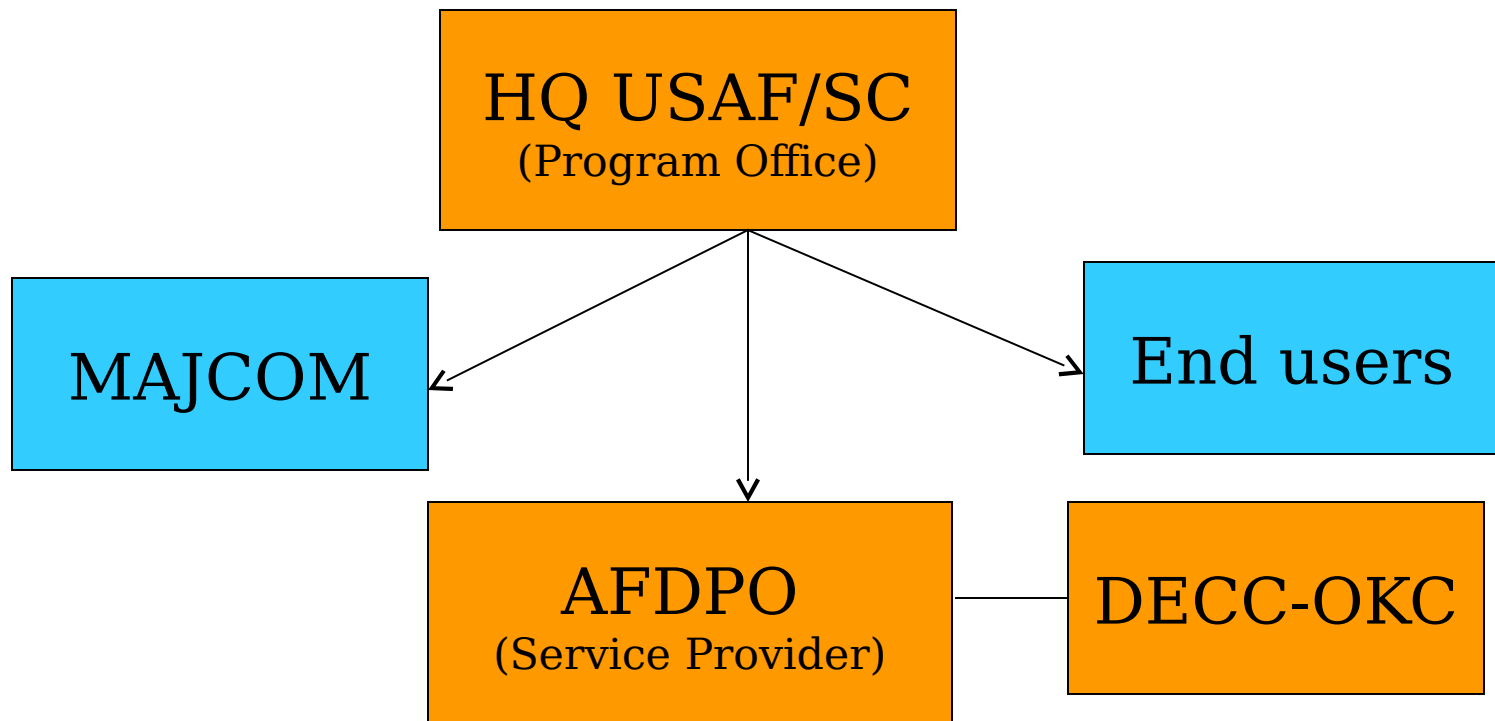 HQ USAF/SC
(Program Office)
MAJCOM
End users
AFDPO
(Service Provider)
DECC-OKC